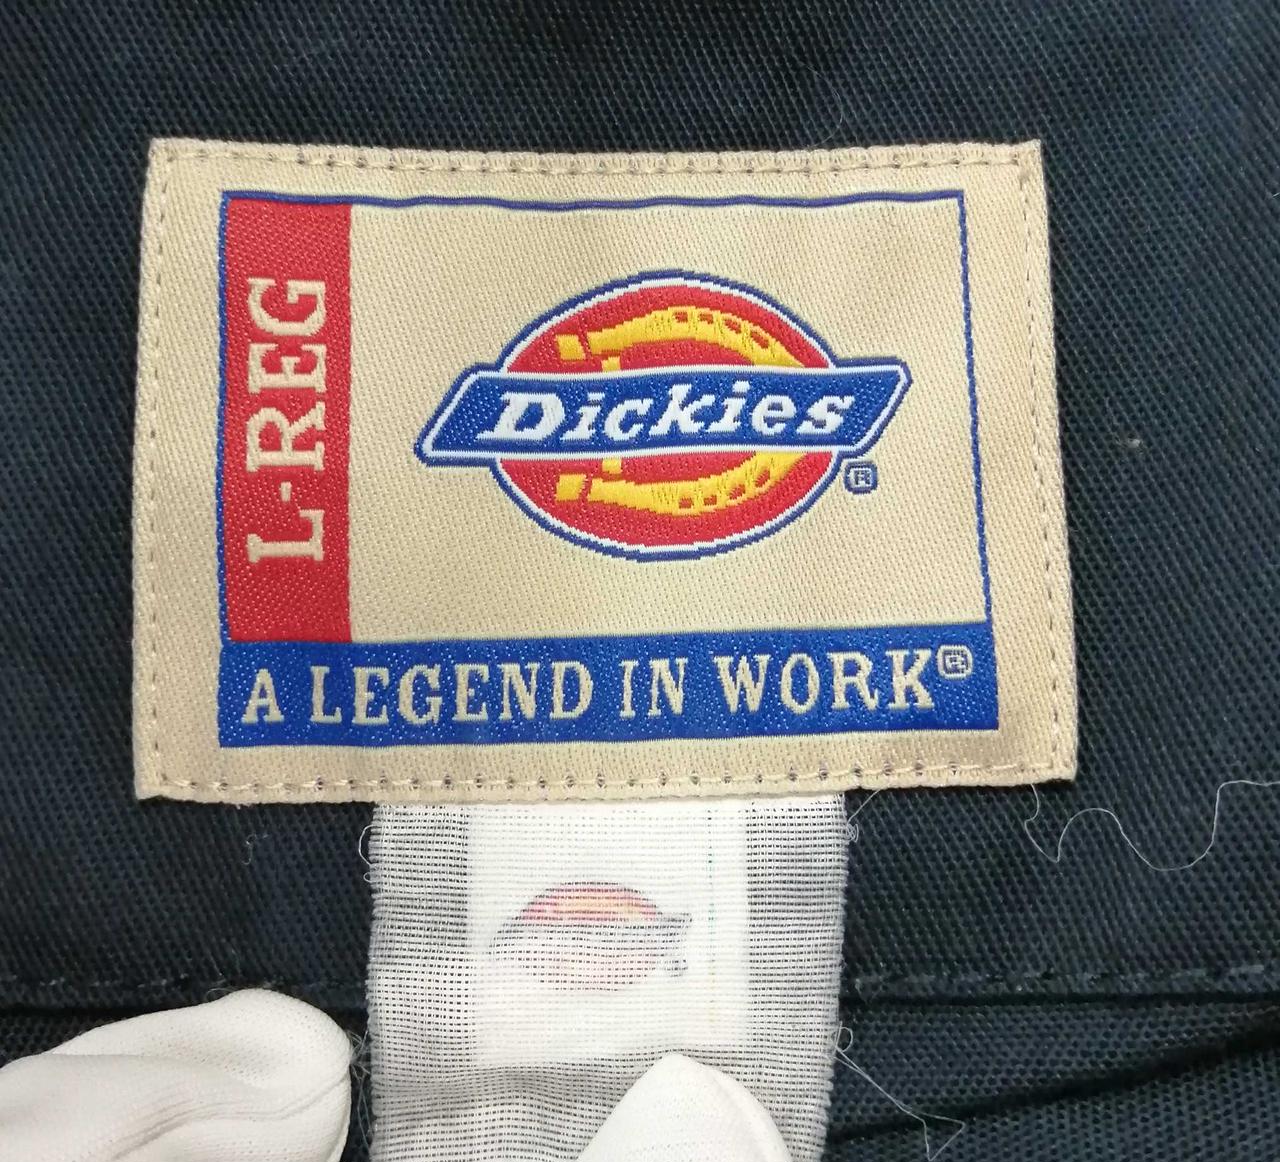 L-REG
Dickies®
A LEGEND IN WORK®